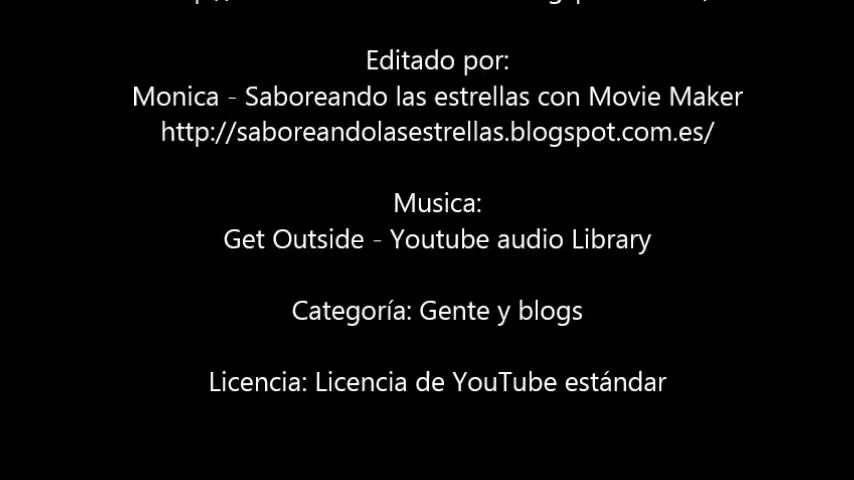 Editado por:
Monica - Saboreando las estrellas con Movie Maker
http://saboreandolasestrellas.blogspot.com.es/
Musica:
Get Outside - Youtube audio Library
Categoría: Gente y blogs
Licencia: Licencia de YouTube estándar